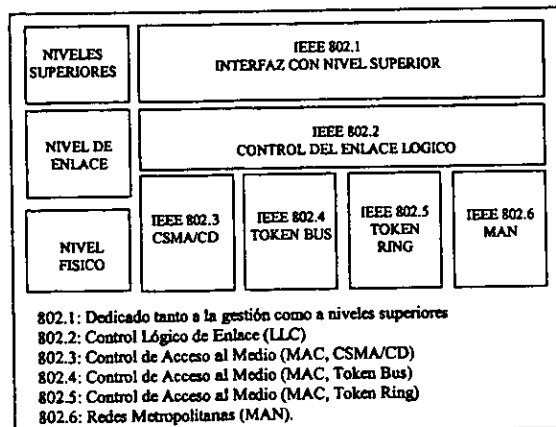 NIVELES
SUPERIORES
IEEE 802.1
INTERFAZ CON NIVEL SUPERIOR
NIVEL DE
ENLACE
IEEE 802.2
CONTROL DEL ENLACE LOGICO
NIVEL
FISICO
IEEE 802.3
CSMA/CD
IEEE 802.4
TOKEN BUS
IEEE 802.5
TOKEN
RING
IEEE 802.6
MAN
802.1: Dedicado tanto a la gestión como a niveles superiores
802.2: Control Lógico de Enlace (LLC)
802.3: Control de Acceso al Medio (MAC, CSMA/CD)
802.4: Control de Acceso al Medio (MAC, Token Bus)
802.5: Control de Acceso al Medio (MAC, Token Ring)
802.6: Redes Metropolitanas (MAN).